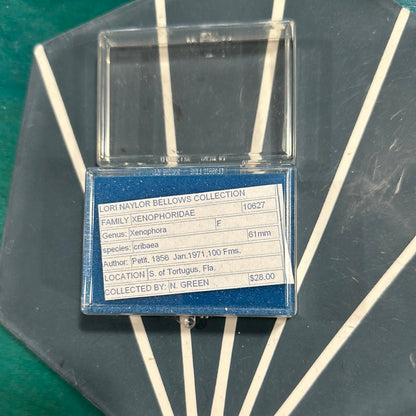 LORI NAYLOR BELLOWS COLLECTION
FAMILY XENOPHORIDAE 10627
Genus: Xenophora F
species: cribaea 61mm
Author: Petit, 1856 Jan.1971,100 Fms.
LOCATION S. of Tortugus, Fla.
COLLECTED BY: N. GREEN $28.00